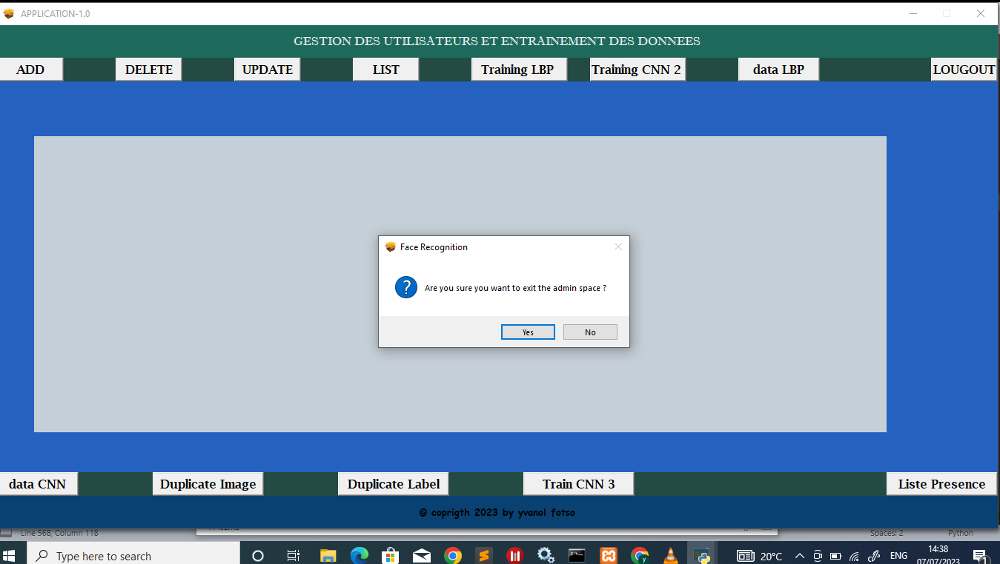 APPLICATION-1.0
GESTION DES UTILISATEURS ET ENTRAINEMENT DES DONNEES
ADD DELETE UPDATE LIST Training LBP Training CNN 2 data LBP LOUGOUT
Face Recognition
Are you sure you want to exit the admin space ?
Yes No
data CNN Duplicate Image Duplicate Label Train CNN 3 Liste Presence
© coprigth 2023 by yvanol fotso
Line 568, Column 118 Spaces: 2 Python
Type here to search 20°C ENG 14:38
07/07/2023 1